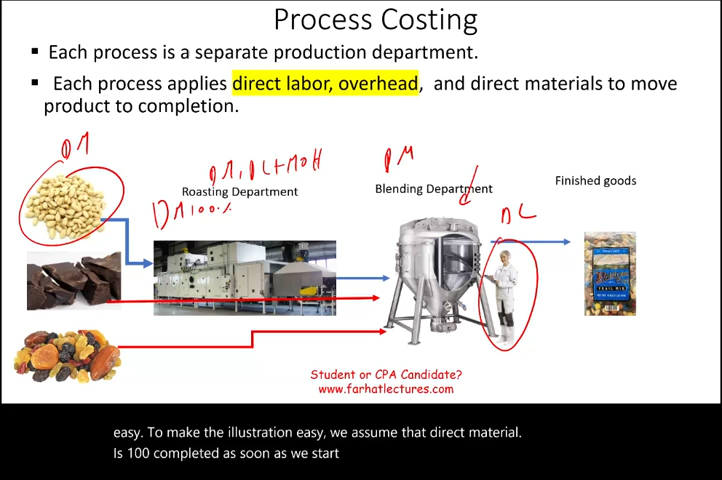 Process Costing
▪ Each process is a separate production department.
▪ Each process applies direct labor, overhead, and direct materials to move
product to completion.
DM
DM, DL+MOH
DM
Roasting Department
Blending Department
Finished goods
DM 100%
DL
TRAIL MIX
Student or CPA Candidate?
www.farhatlectures.com
easy. To make the illustration easy, we assume that direct material.
Is 100 completed as soon as we start